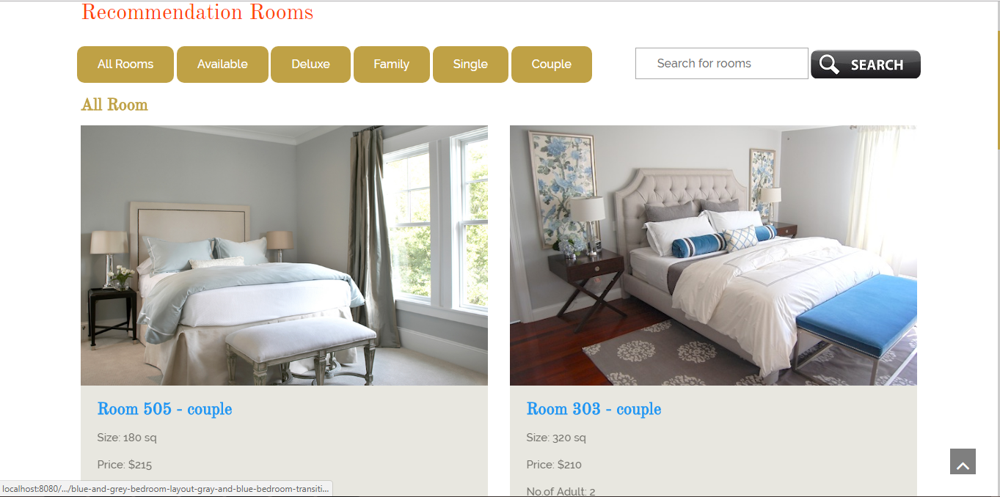 Recommendation Rooms
All Rooms Available Deluxe Family Single Couple Search for rooms SEARCH
All Room
Room 505 - couple
Size: 180 sq
Price: $215
Room 303 - couple
Size: 320 sq
Price: $210
No.of Adult: 2
localhost:8080/.../blue-and-grey-bedroom-layout-gray-and-blue-bedroom-transiti...